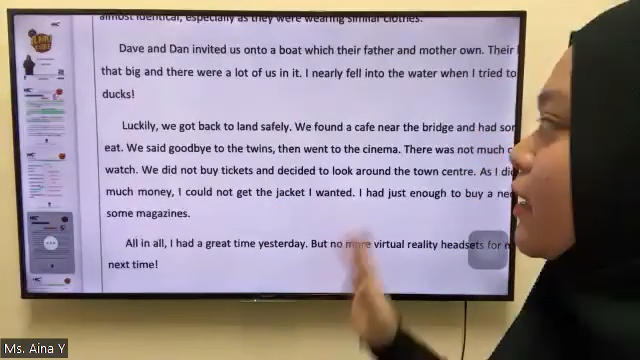 almost identical, especially as they were wearing similar clothes.
Dave and Dan invited us onto a boat which their father and mother own. Their
that big and there were a lot of us in it. I nearly fell into the water when I tried to
ducks!
Luckily, we got back to land safely. We found a cafe near the bridge and had
eat. We said goodbye to the twins, then went to the cinema. There was not much
watch. We did not buy tickets and decided to look around the town centre. As I
much money, I could not get the jacket I wanted. I had just enough to buy a
some magazines.
All in all, I had a great time yesterday. But no more virtual reality headsets for
next time!
Ms. Aina Y